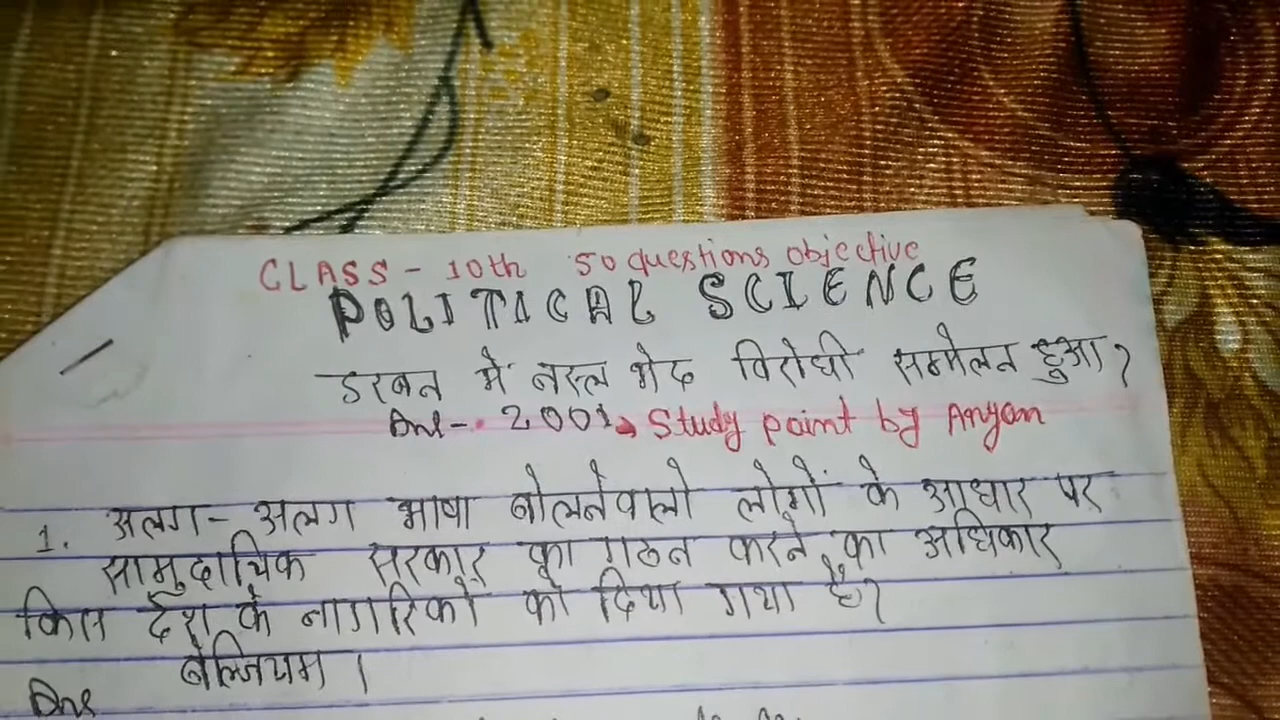 CLASS - 10th 50 questions objective
POLITICAL SCIENCE
डरबन में नस्ल भेद विरोधी सम्मेलन हुआ?
Ans-. 2001 Study point by Aryan
1. अलग-अलग भाषा बोलनेवालो लोगों के आधार पर
सामुदायिक सरकार का गठन करने का अधिकार
किस देश के नागरिकों को दिया गया है?
Ans बेल्जियम।